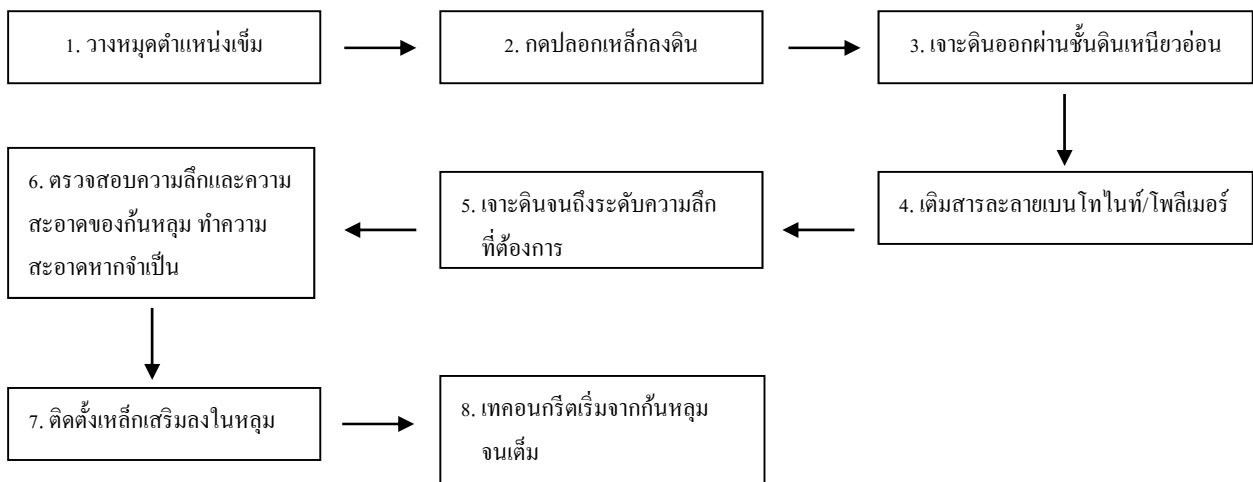 1. วางหมุดตำแหน่งเข็ม
2. กดปลอกเหล็กลงดิน
3. เจาะดินออกผ่านชั้นดินเหนียวอ่อน
4. เติมสารละลายเบนโทไนท์/โพลีเมอร์
5. เจาะดินจนถึงระดับความลึก
ที่ต้องการ
6. ตรวจสอบความลึกและความ
สะอาดของก้นหลุม ทำความ
สะอาดหากจำเป็น
7. ติดตั้งเหล็กเสริมลงในหลุม
8. เทคอนกรีตเริ่มจากก้นหลุม
จนเต็ม